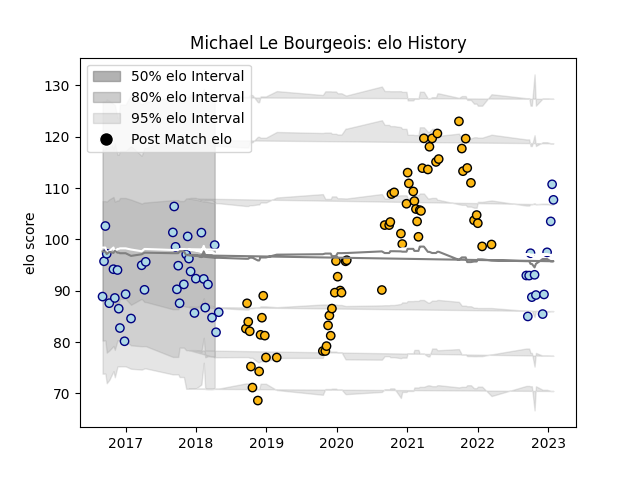 Michael Le Bourgeois: elo History
50% elo Interval
80% elo Interval
95% elo Interval
Post Match elo
elo score
130
120
110
100
90
80
70
2017
2018
2019
2020
2021
2022
2023